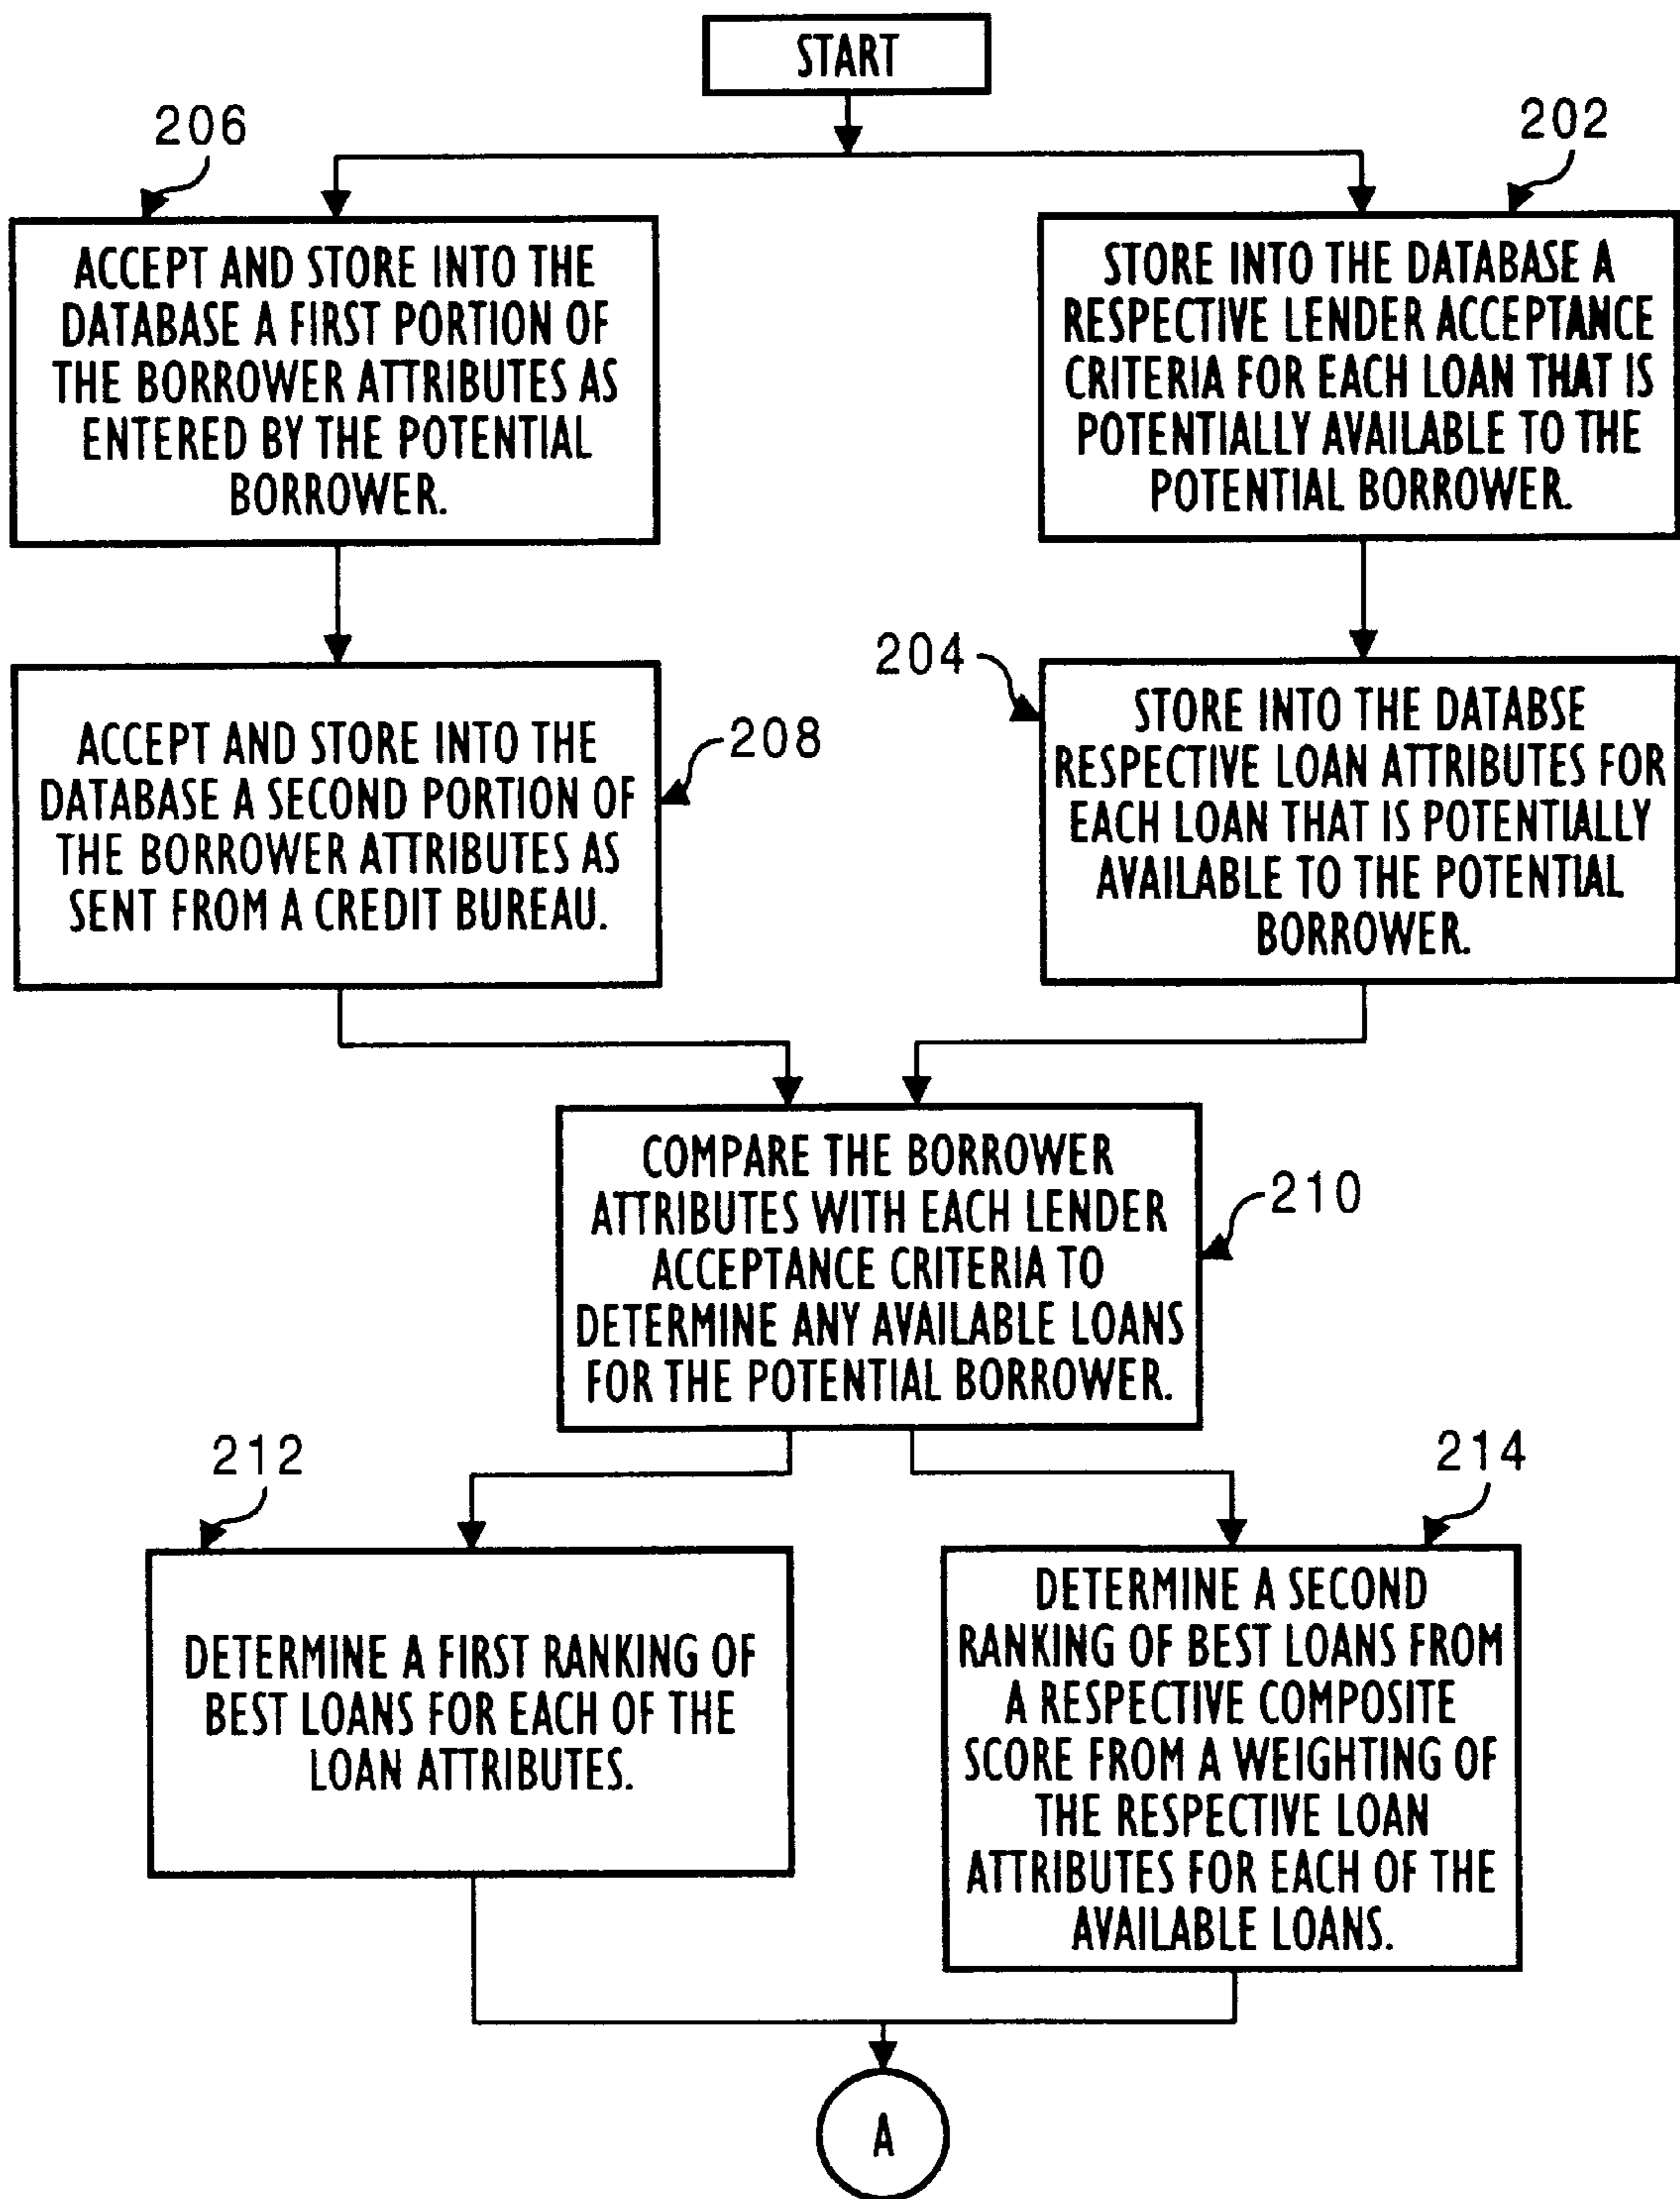 START
206
202
ACCEPT AND STORE INTO THE
DATABASE A FIRST PORTION OF
THE BORROWER ATTRIBUTES AS
ENTERED BY THE POTENTIAL
BORROWER.
STORE INTO THE DATABASE A
RESPECTIVE LENDER ACCEPTANCE
CRITERIA FOR EACH LOAN THAT IS
POTENTIALLY AVAILABLE TO THE
POTENTIAL BORROWER.
204
208
ACCEPT AND STORE INTO THE
DATABASE A SECOND PORTION OF
THE BORROWER ATTRIBUTES AS
SENT FROM A CREDIT BUREAU.
STORE INTO THE DATABSE
RESPECTIVE LOAN ATTRIBUTES FOR
EACH LOAN THAT IS POTENTIALLY
AVAILABLE TO THE POTENTIAL
BORROWER.
COMPARE THE BORROWER
ATTRIBUTES WITH EACH LENDER
ACCEPTANCE CRITERIA TO
DETERMINE ANY AVAILABLE LOANS
FOR THE POTENTIAL BORROWER.
210
212
214
DETERMINE A FIRST RANKING OF
BEST LOANS FOR EACH OF THE
LOAN ATTRIBUTES.
DETERMINE A SECOND
RANKING OF BEST LOANS FROM
A RESPECTIVE COMPOSITE
SCORE FROM A WEIGHTING OF
THE RESPECTIVE LOAN
ATTRIBUTES FOR EACH OF THE
AVAILABLE LOANS.
A